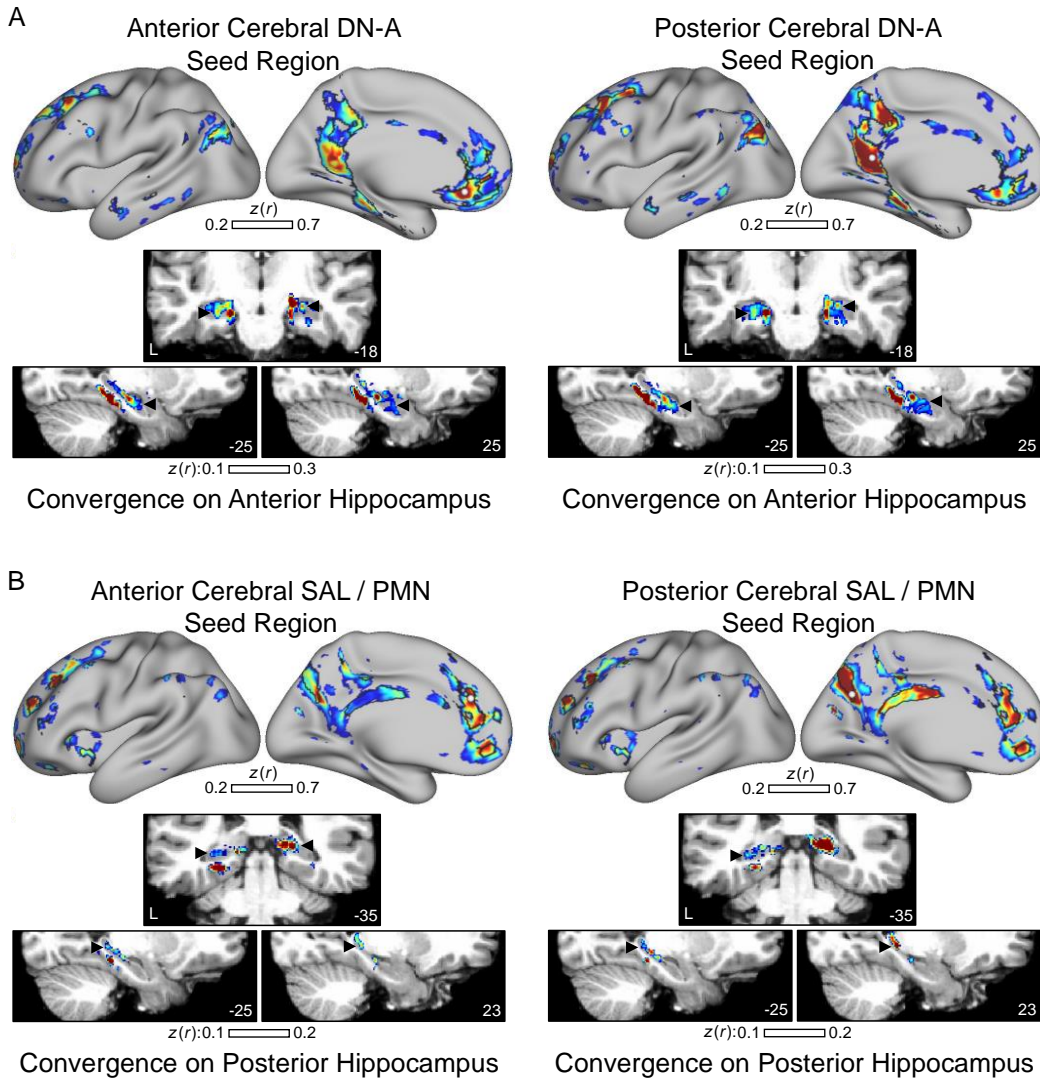 A
Anterior Cerebral DN-A
Seed Region
Posterior Cerebral DN-A
Seed Region
z(r)
0.2 0.7
z(r)
0.2 0.7
L -18
L -18
-25 25
-25 25
z(r):0.1 0.3
z(r):0.1 0.3
Convergence on Anterior Hippocampus
Convergence on Anterior Hippocampus
B
Anterior Cerebral SAL / PMN
Seed Region
Posterior Cerebral SAL / PMN
Seed Region
z(r)
0.2 0.7
z(r)
0.2 0.7
L -35
L -35
-25 23
-25 23
z(r):0.1 0.2
z(r):0.1 0.2
Convergence on Posterior Hippocampus
Convergence on Posterior Hippocampus